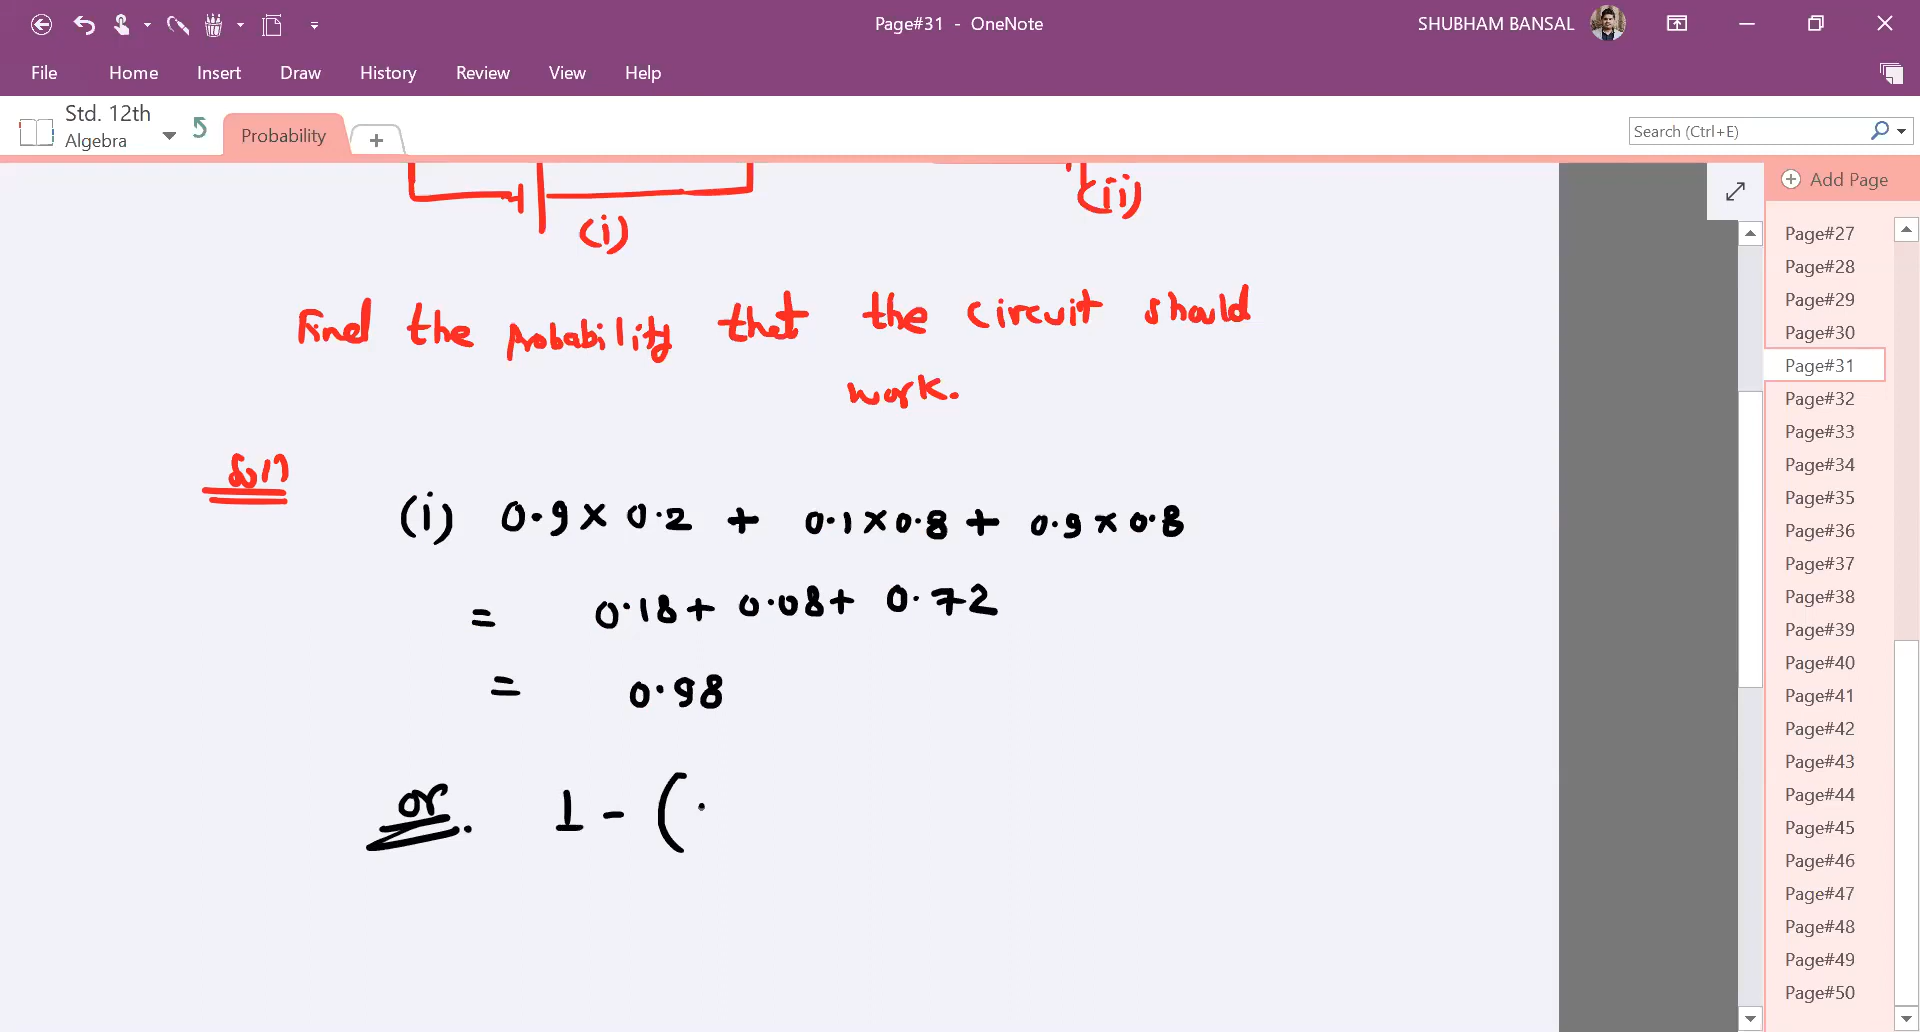 Page#31 - OneNote
SHUBHAM BANSAL
File Home Insert Draw History Review View Help
Std. 12th
Algebra
Probability
Search (Ctrl+E)
Add Page
(i)
(ii)
Find the probability that the circuit should
work.
Soln
(i) 0.9 × 0.2 + 0.1 × 0.8 + 0.9 × 0.8
= 0.18 + 0.08 + 0.72
= 0.98
or. 1 - (
Page#27
Page#28
Page#29
Page#30
Page#31
Page#32
Page#33
Page#34
Page#35
Page#36
Page#37
Page#38
Page#39
Page#40
Page#41
Page#42
Page#43
Page#44
Page#45
Page#46
Page#47
Page#48
Page#49
Page#50